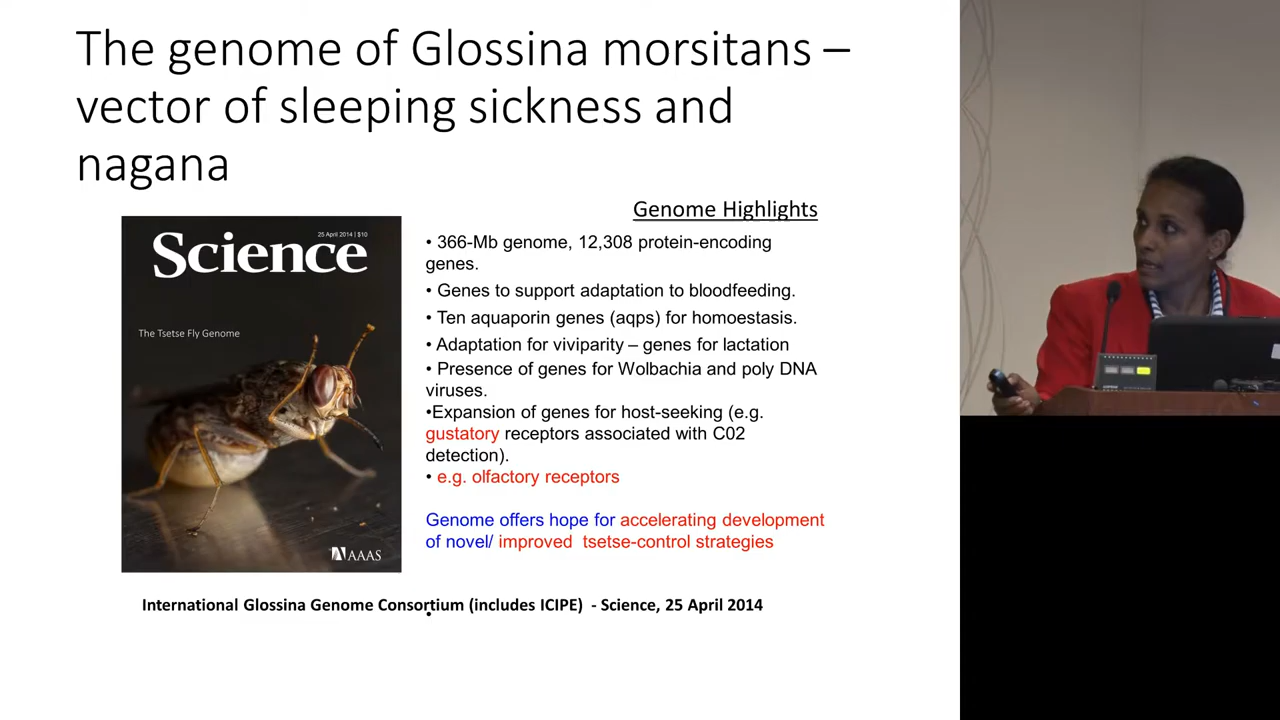 The genome of Glossina morsitans –
vector of sleeping sickness and
nagana
Genome Highlights
• 366-Mb genome, 12,308 protein-encoding
genes.
• Genes to support adaptation to bloodfeeding.
• Ten aquaporin genes (aqps) for homoestasis.
• Adaptation for viviparity – genes for lactation
• Presence of genes for Wolbachia and poly DNA
viruses.
•Expansion of genes for host-seeking (e.g.
gustatory receptors associated with C02
detection).
• e.g. olfactory receptors
Genome offers hope for accelerating development
of novel/ improved tsetse-control strategies
25 April 2014 | $10
Science
The Tsetse Fly Genome
AAAS
International Glossina Genome Consortium (includes ICIPE) - Science, 25 April 2014
•